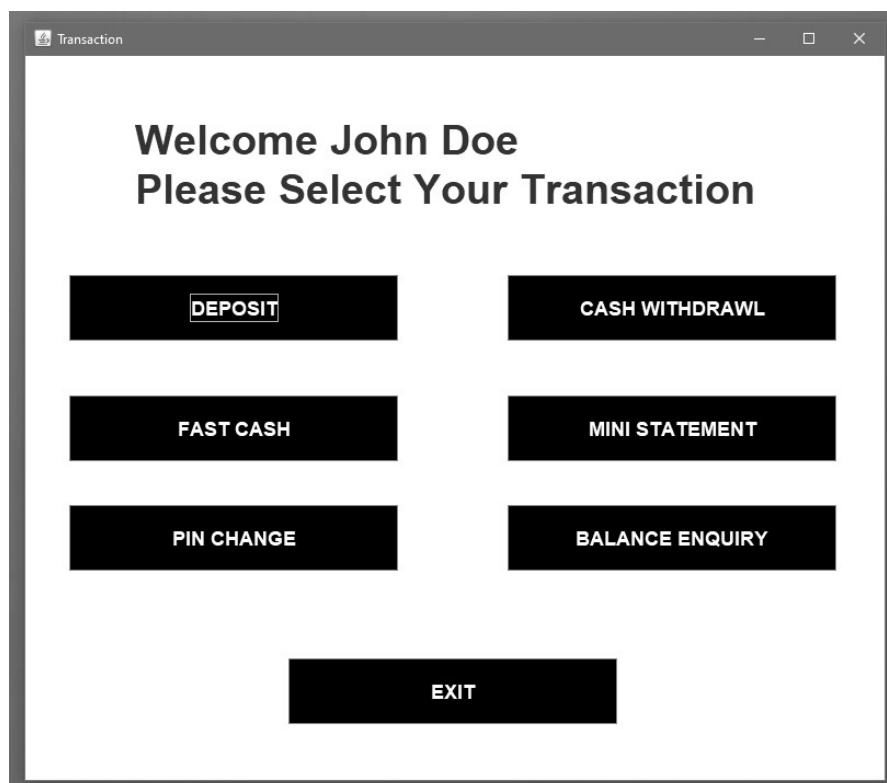 Transaction
Welcome John Doe
Please Select Your Transaction
DEPOSIT
CASH WITHDRAWL
FAST CASH
MINI STATEMENT
PIN CHANGE
BALANCE ENQUIRY
EXIT